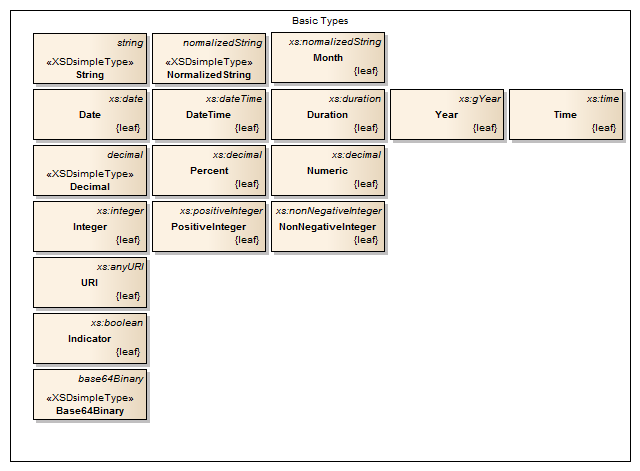 Basic Types
string
«XSDsimpleType»
String
normalizedString
«XSDsimpleType»
NormalizedString
xs:normalizedString
Month
{leaf}
xs:date
Date
{leaf}
xs:dateTime
DateTime
{leaf}
xs:duration
Duration
{leaf}
xs:gYear
Year
{leaf}
xs:time
Time
{leaf}
decimal
«XSDsimpleType»
Decimal
xs:decimal
Percent
{leaf}
xs:decimal
Numeric
{leaf}
xs:integer
Integer
{leaf}
xs:positiveInteger
PositiveInteger
{leaf}
xs:nonNegativeInteger
NonNegativeInteger
{leaf}
xs:anyURI
URI
{leaf}
xs:boolean
Indicator
{leaf}
base64Binary
«XSDsimpleType»
Base64Binary